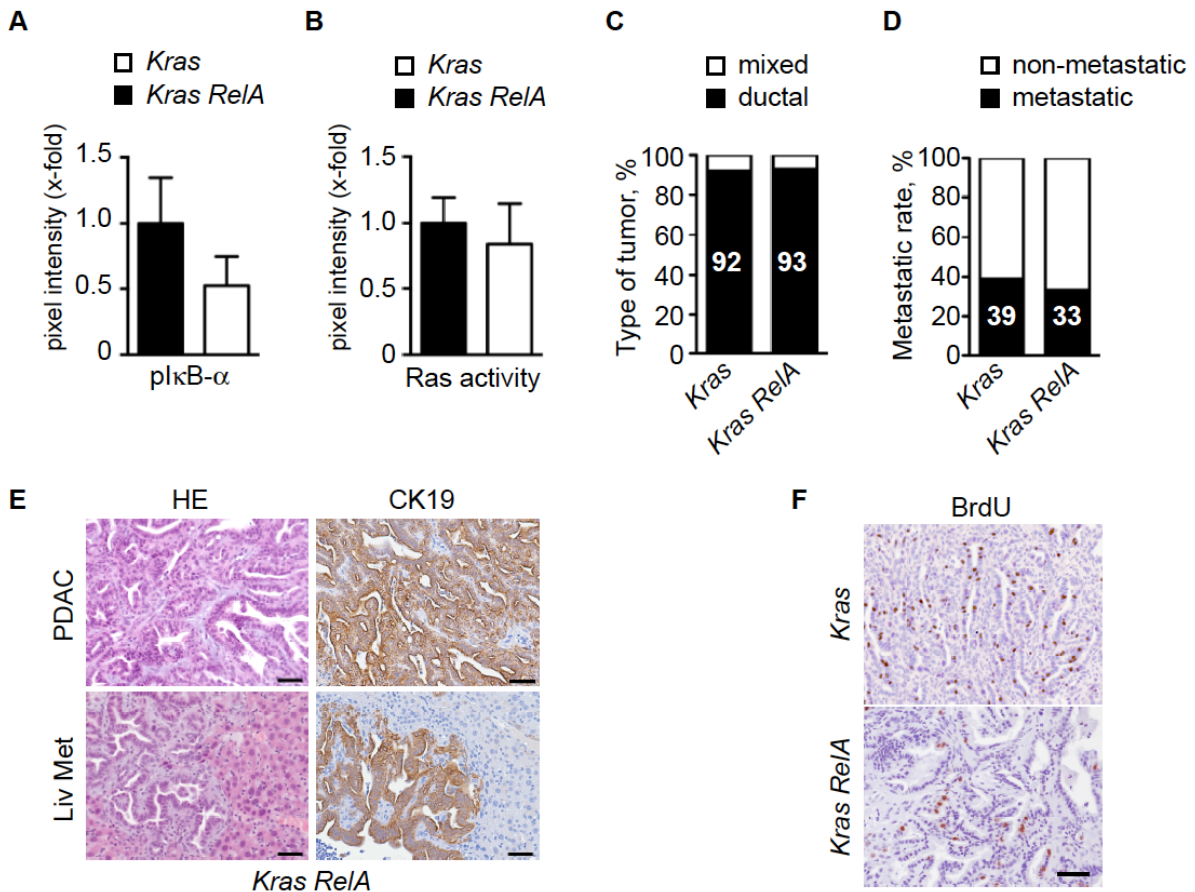 A
Kras
Kras RelA
pixel intensity (x-fold)
1.5
1.0
0.5
0
pIκB-α
B
Kras
Kras RelA
pixel intensity (x-fold)
1.5
1.0
0.5
0
Ras activity
C
mixed
ductal
Type of tumor, %
100
80
60
40
20
0
92
93
Kras
Kras RelA
D
non-metastatic
metastatic
Metastatic rate, %
100
80
60
40
20
0
39
33
Kras
Kras RelA
E
HE
CK19
PDAC
Liv Met
Kras RelA
F
BrdU
Kras
Kras RelA